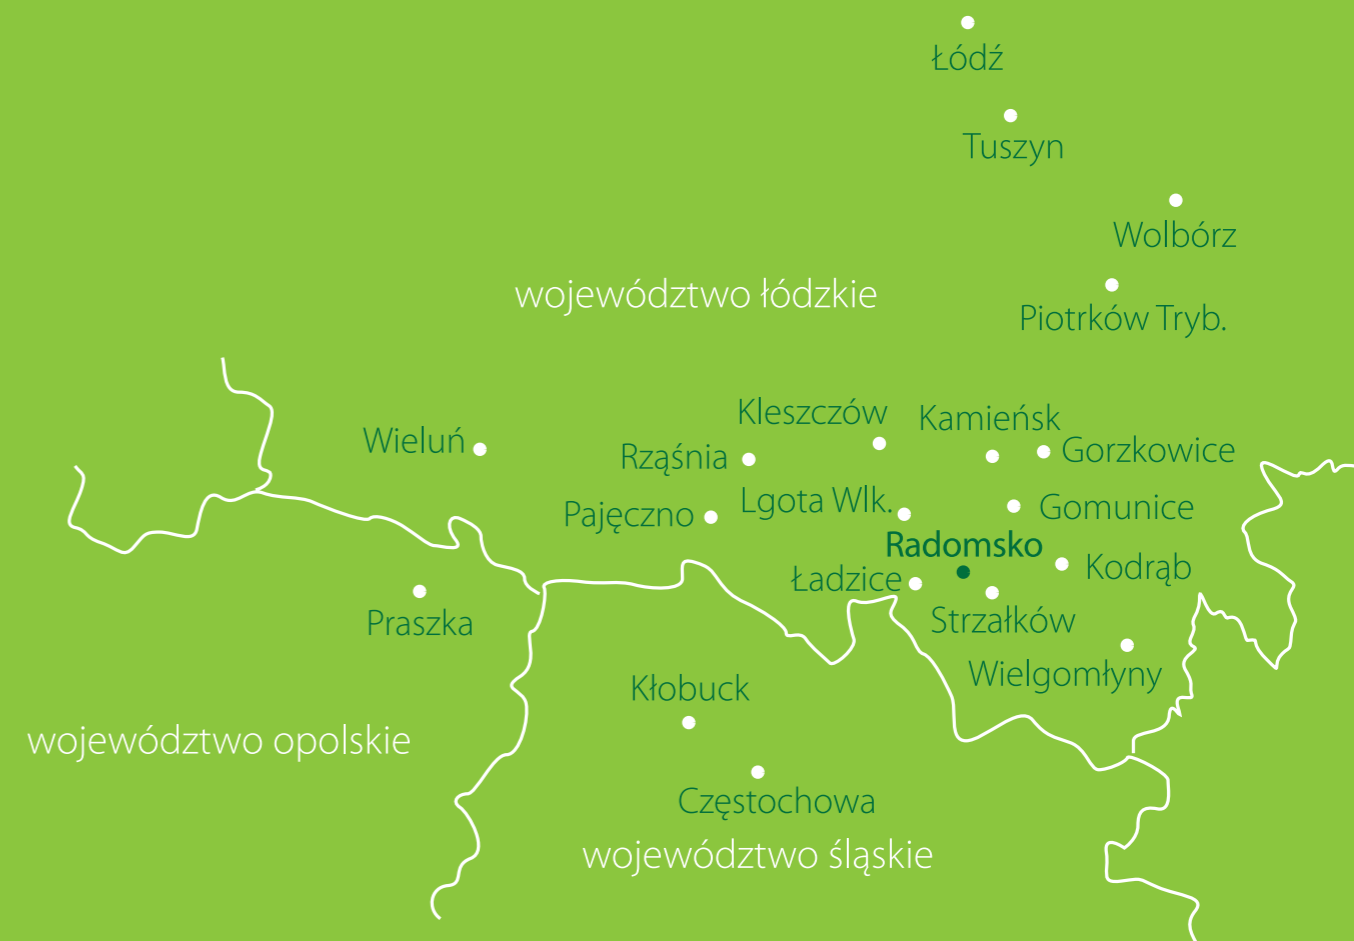 Łódź
Tuszyn
Wolbórz
województwo łódzkie
Piotrków Tryb.
Kleszczów
Kamieńsk
Wieluń
Rząśnia
Gorzkowice
Pajęczno
Lgota Wlk.
Gomunice
Radomsko
Ładzice
Kodrąb
Praszka
Strzałków
Wielgomłyny
Kłobuck
województwo opolskie
Częstochowa
województwo śląskie